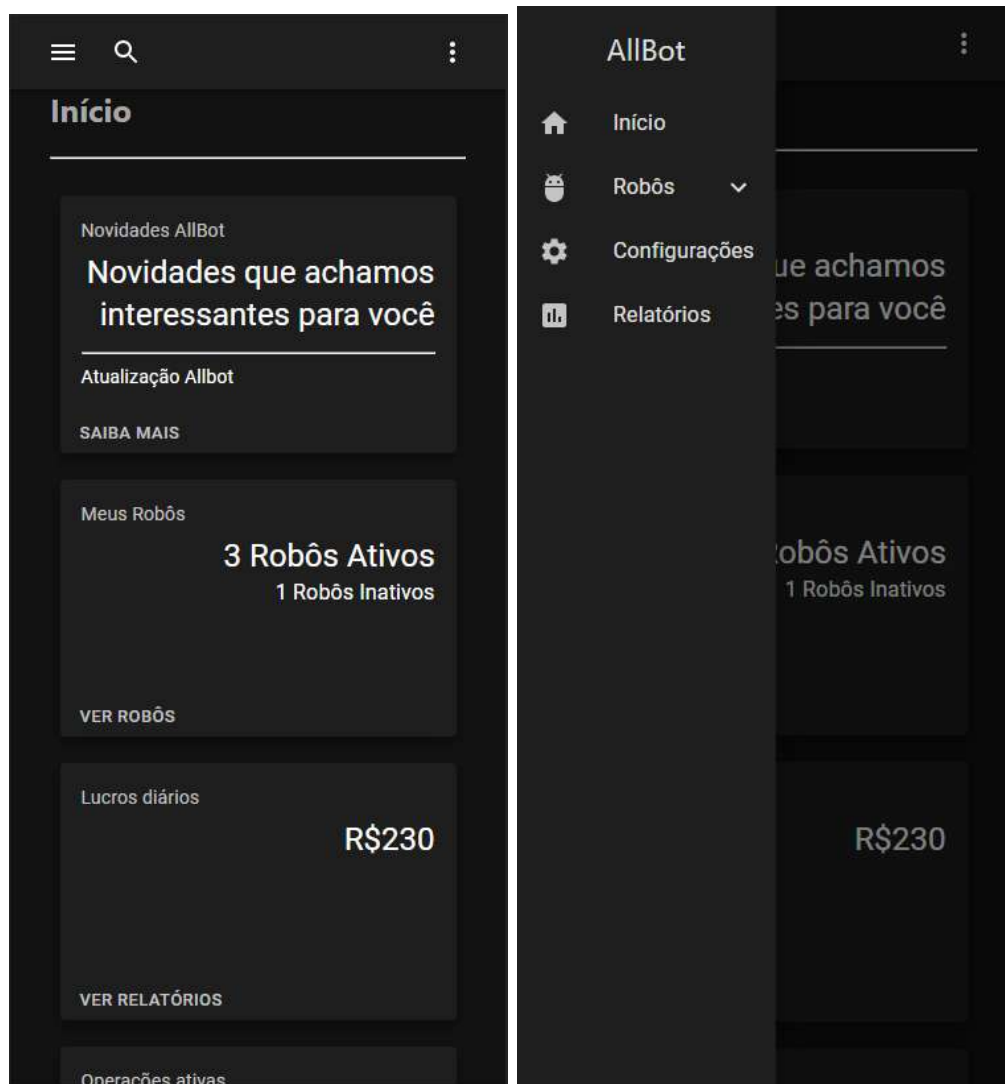 Início
Novidades AllBot
Novidades que achamos
interessantes para você
Atualização Allbot
SAIBA MAIS
Meus Robôs
3 Robôs Ativos
1 Robôs Inativos
VER ROBÔS
Lucros diários
R$230
VER RELATÓRIOS
Operações ativas
AllBot
Início
Robôs
Configurações
Relatórios
ue achamos
es para você
obôs Ativos
1 Robôs Inativos
R$230